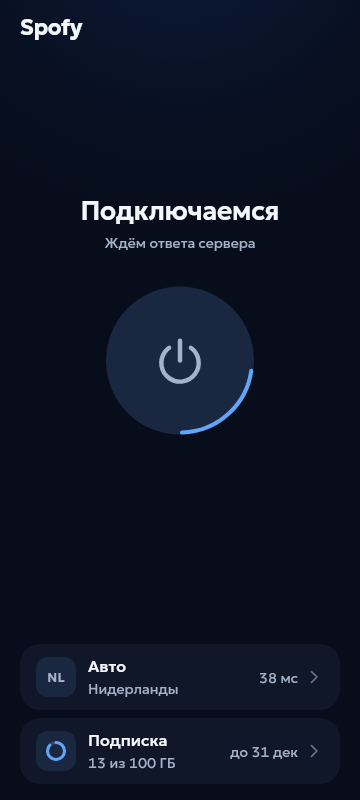 Spofy
Подключаемся
Ждём ответа сервера
NL
Авто
Нидерланды
38 мс
Подписка
13 из 100 ГБ
до 31 дек